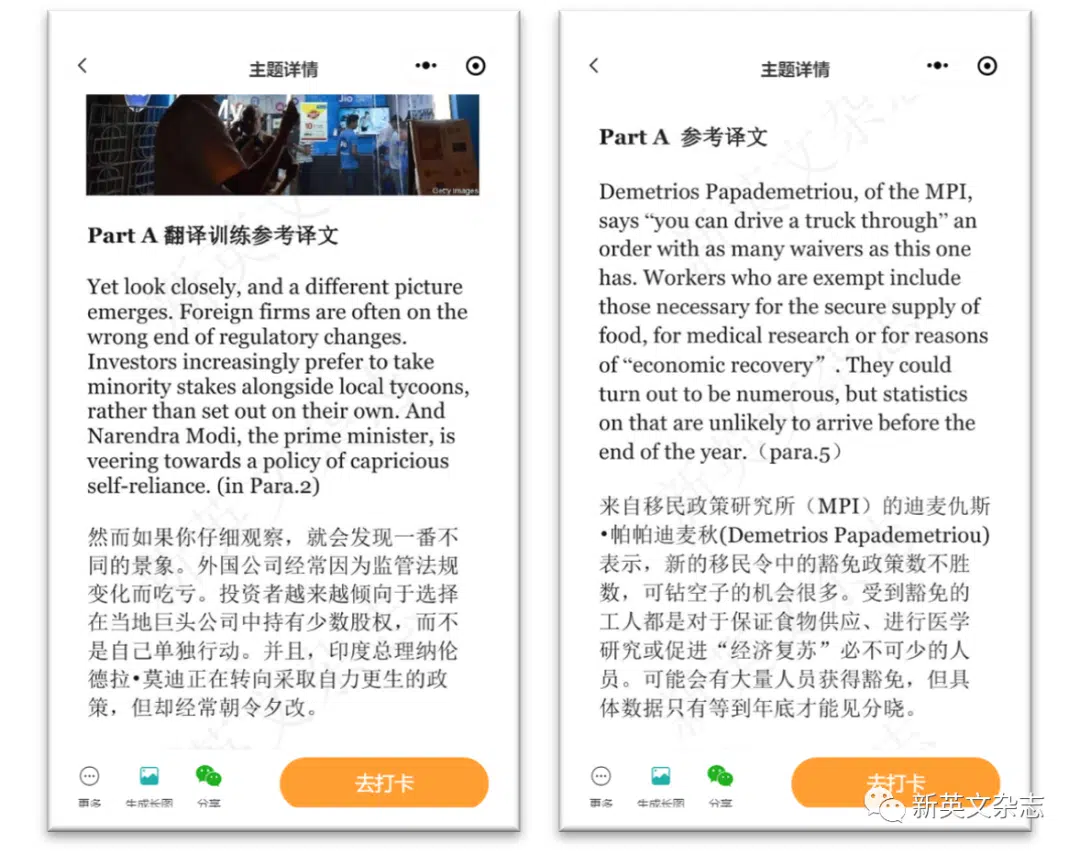 主题详情
Jio
Getty Images
Part A 翻译训练参考译文
Yet look closely, and a different picture
emerges. Foreign firms are often on the
wrong end of regulatory changes.
Investors increasingly prefer to take
minority stakes alongside local tycoons,
rather than set out on their own. And
Narendra Modi, the prime minister, is
veering towards a policy of capricious
self-reliance. (in Para.2)
然而如果你仔细观察，就会发现一番不
同的景象。外国公司经常因为监管法规
变化而吃亏。投资者越来越倾向于选择
在当地巨头公司中持有少数股权，而不
是自己单独行动。并且，印度总理纳伦
德拉•莫迪正在转向采取自力更生的政
策，但却经常朝令夕改。
更多
生成长图
分享
去打卡
主题详情
Part A 参考译文
Demetrios Papademetriou, of the MPI,
says “you can drive a truck through” an
order with as many waivers as this one
has. Workers who are exempt include
those necessary for the secure supply of
food, for medical research or for reasons
of “economic recovery”. They could
turn out to be numerous, but statistics
on that are unlikely to arrive before the
end of the year.（para.5）
来自移民政策研究所（MPI）的迪麦仇斯
•帕帕迪麦秋(Demetrios Papademetriou)
表示，新的移民令中的豁免政策数不胜
数，可钻空子的机会很多。受到豁免的
工人都是对于保证食物供应、进行医学
研究或促进“经济复苏”必不可少的人
员。可能会有大量人员获得豁免，但具
体数据只有等到年底才能见分晓。
更多
生成长图
分享
去打卡
新英文杂志